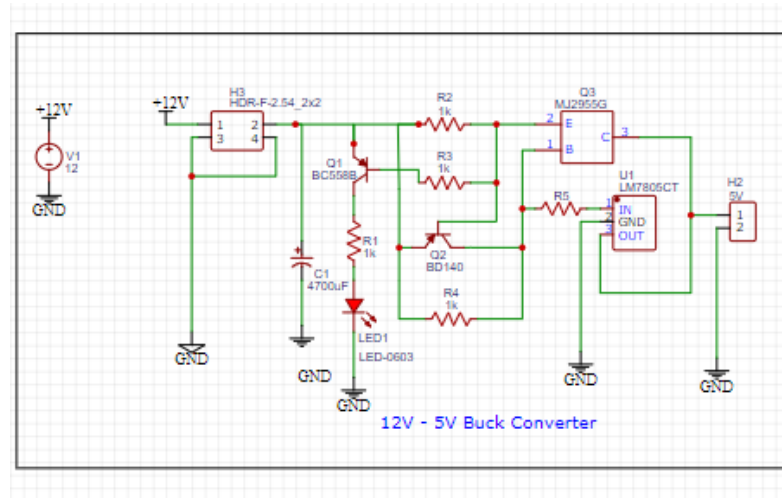 H3
HDR-F-2.54_2x2
+12V
1 2
3 4
+12V
V1
12
GND
GND
Q1
BC558B
C1
4700uF
GND
R1
1k
LED1
LED-0603
GND
R2
1k
R3
1k
Q2
BD140
R4
1k
Q3
MJ2955G
2 E
1 B
C 3
R5
U1
LM7805CT
1 IN
2 GND
3 OUT
GND
H2
5V
1
2
GND
12V - 5V Buck Converter